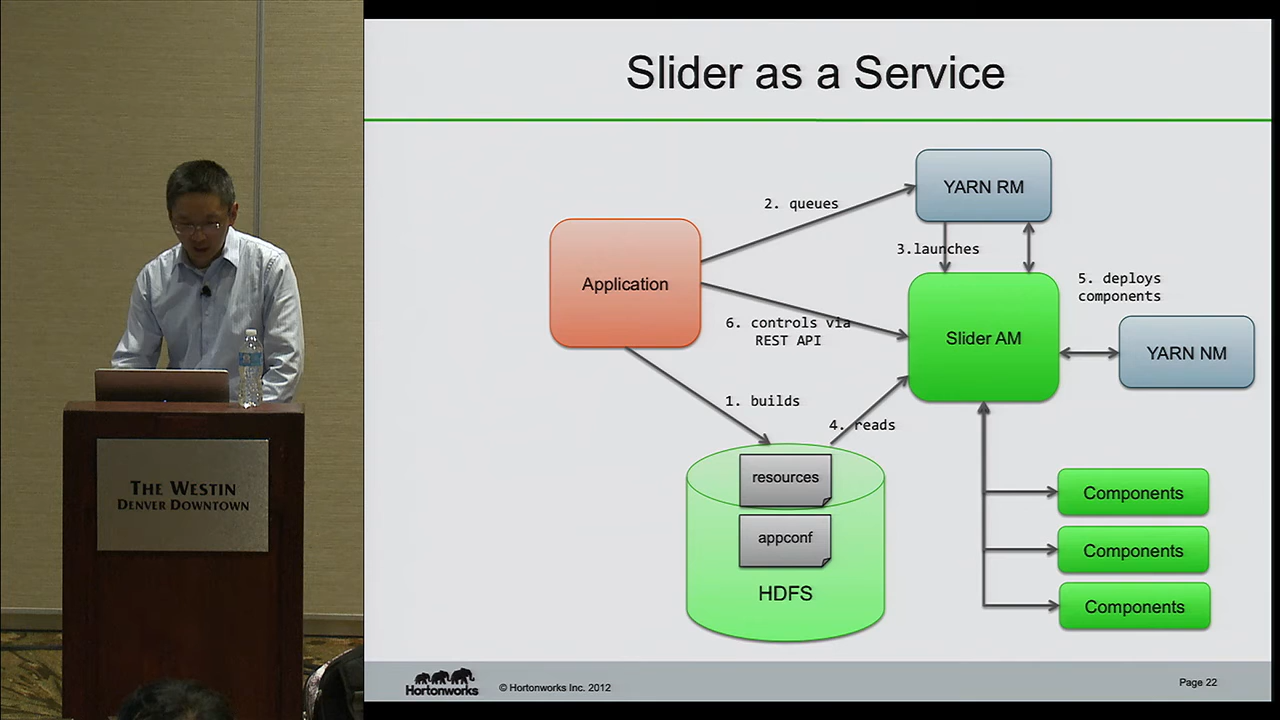 Slider as a Service
YARN RM
2. queues
3.launches
Application
5. deploys
components
6. controls via
REST API
Slider AM
YARN NM
1. builds
4. reads
resources
appconf
HDFS
Components
Components
Components
THE WESTIN
DENVER DOWNTOWN
Hortonworks
© Hortonworks Inc. 2012
Page 22